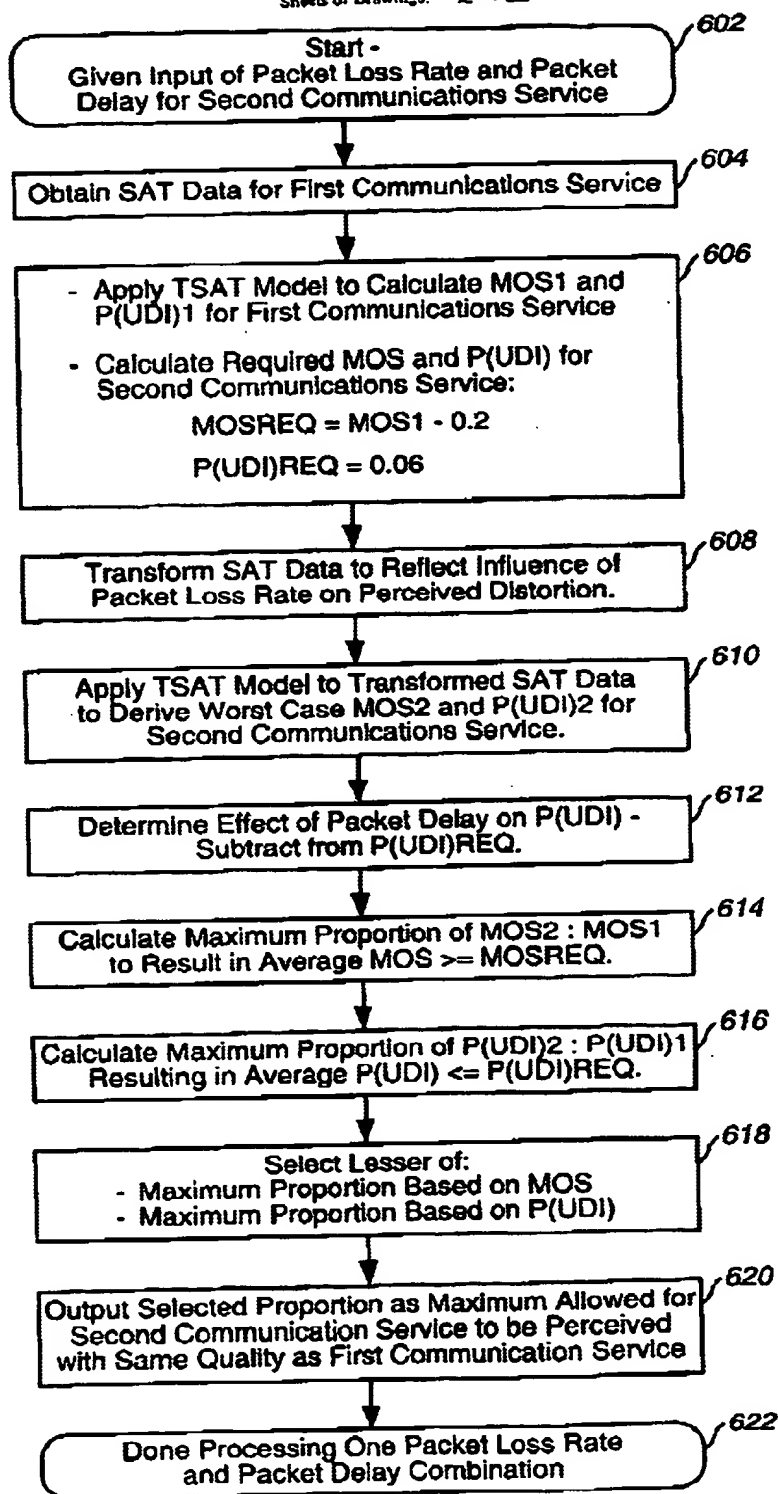 Sheets of Drawings:
602
Start -
Given Input of Packet Loss Rate and Packet
Delay for Second Communications Service
604
Obtain SAT Data for First Communications Service
606
- Apply TSAT Model to Calculate MOS1 and
P(UDI)1 for First Communications Service
- Calculate Required MOS and P(UDI) for
Second Communications Service:
MOSREQ = MOS1 - 0.2
P(UDI)REQ = 0.06
608
Transform SAT Data to Reflect Influence of
Packet Loss Rate on Perceived Distortion.
610
Apply TSAT Model to Transformed SAT Data
to Derive Worst Case MOS2 and P(UDI)2 for
Second Communications Service.
612
Determine Effect of Packet Delay on P(UDI) -
Subtract from P(UDI)REQ.
614
Calculate Maximum Proportion of MOS2 : MOS1
to Result in Average MOS >= MOSREQ.
616
Calculate Maximum Proportion of P(UDI)2 : P(UDI)1
Resulting in Average P(UDI) <= P(UDI)REQ.
618
Select Lesser of:
- Maximum Proportion Based on MOS
- Maximum Proportion Based on P(UDI)
620
Output Selected Proportion as Maximum Allowed for
Second Communication Service to be Perceived
with Same Quality as First Communication Service
622
Done Processing One Packet Loss Rate
and Packet Delay Combination